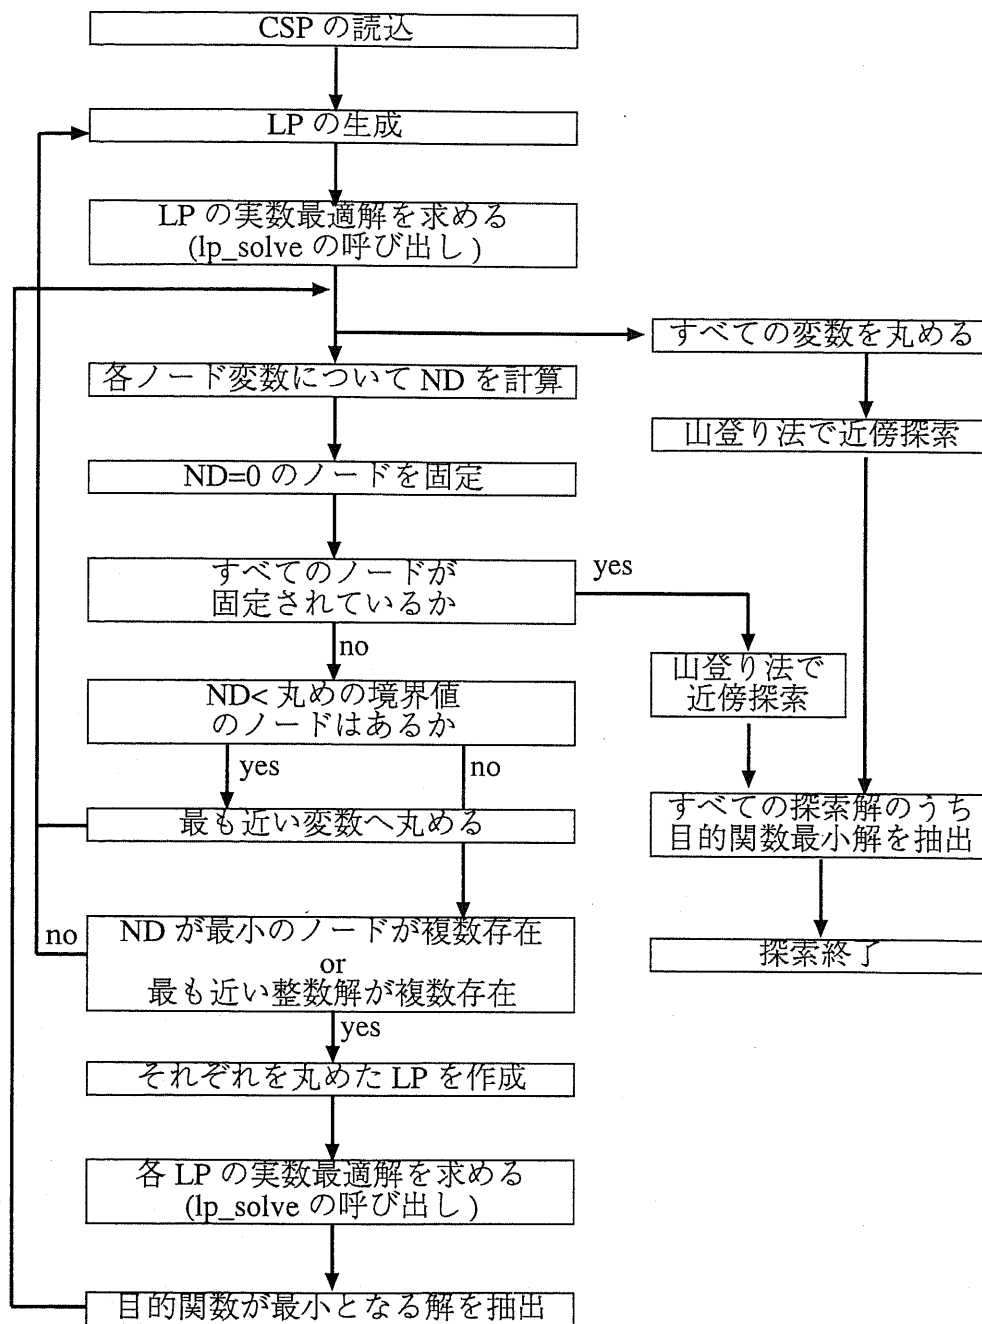 CSP の読込
LP の生成
LP の実数最適解を求める
(lp_solve の呼び出し)
すべての変数を丸める
各ノード変数について ND を計算
山登り法で近傍探索
ND=0 のノードを固定
すべてのノードが
固定されているか
yes
no
山登り法で
近傍探索
ND< 丸めの境界値
のノードはあるか
yes
no
最も近い変数へ丸める
すべての探索解のうち
目的関数最小解を抽出
no
ND が最小のノードが複数存在
or
最も近い整数解が複数存在
探索終了
yes
それぞれを丸めた LP を作成
各 LP の実数最適解を求める
(lp_solve の呼び出し)
目的関数が最小となる解を抽出